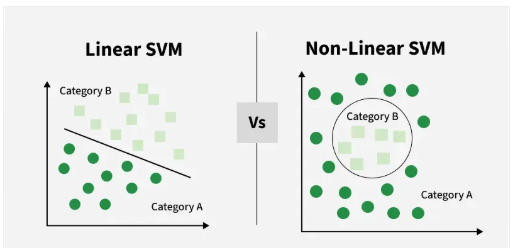 Linear SVM
Category B
Category A
Vs
Non-Linear SVM
Category B
Category A